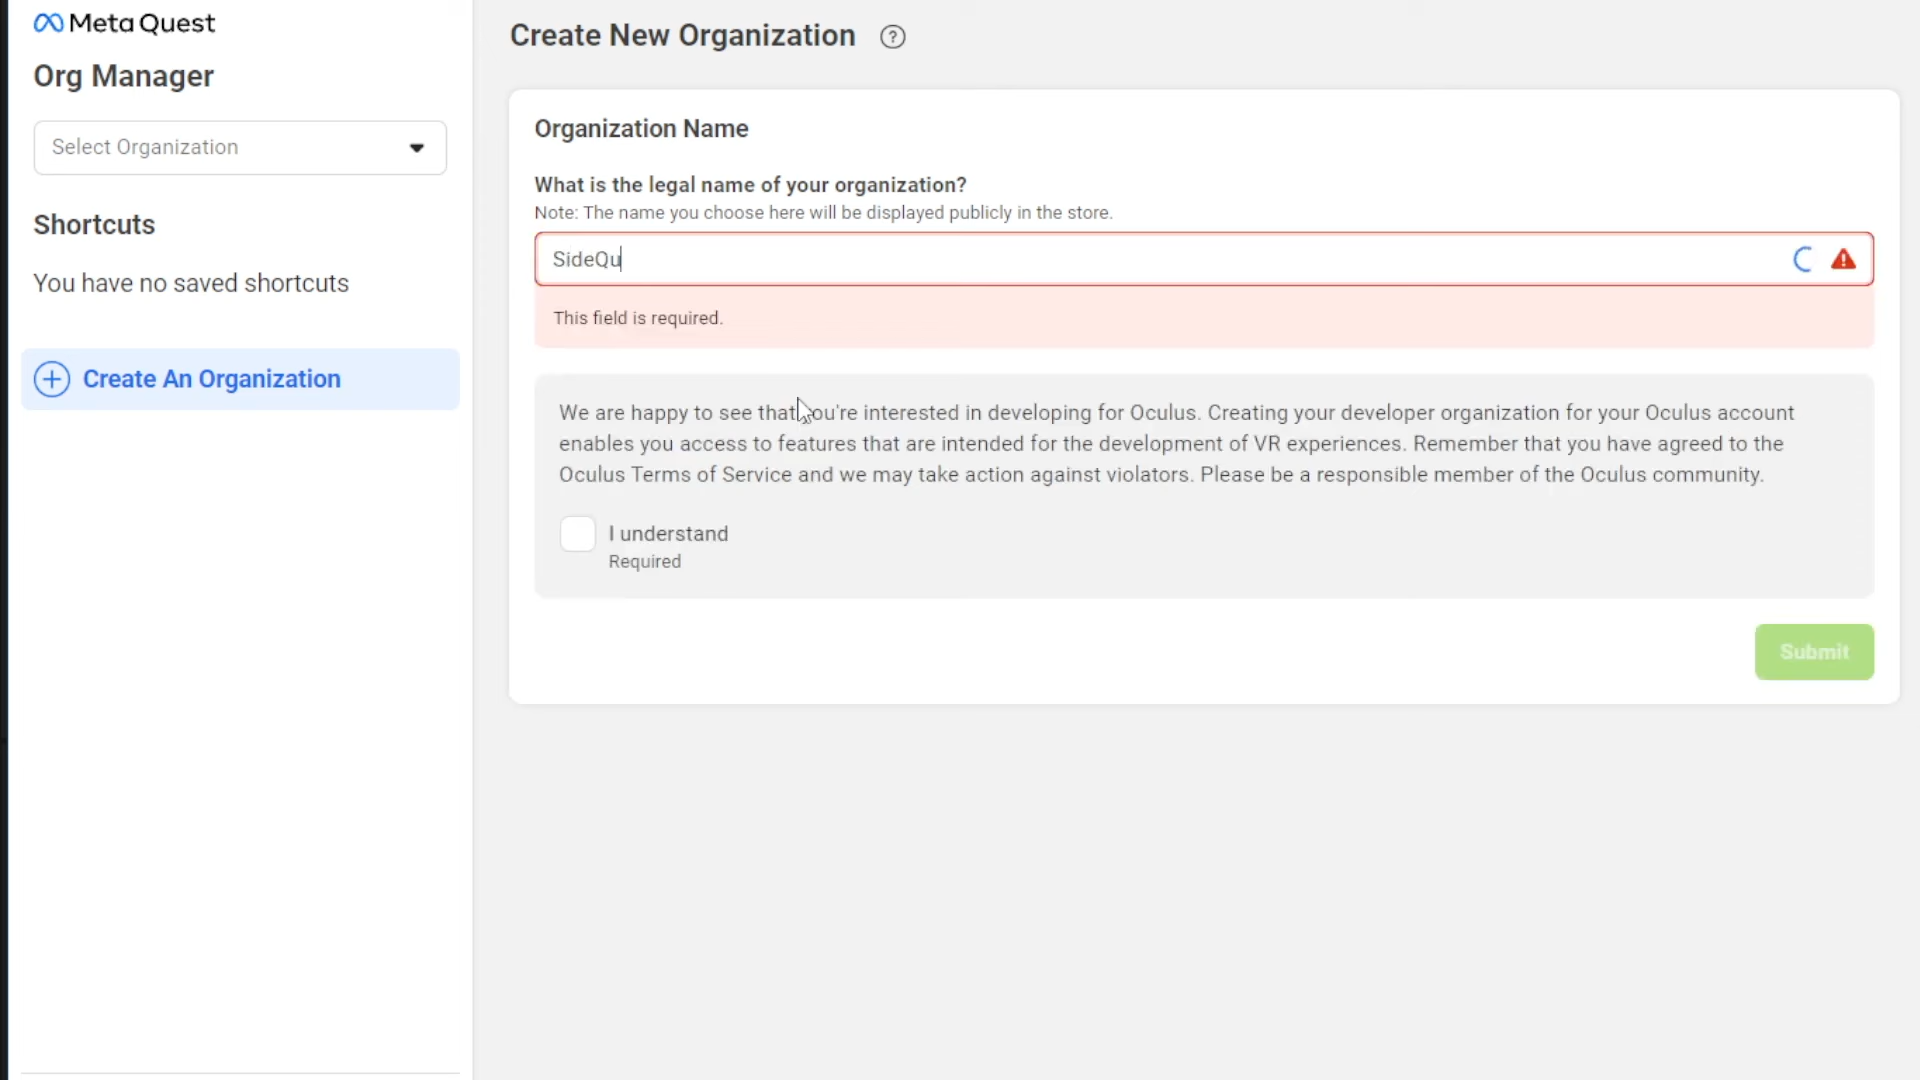 Meta Quest
Org Manager
Select Organization
Shortcuts
You have no saved shortcuts
Create An Organization
Create New Organization ?
Organization Name
What is the legal name of your organization?
Note: The name you choose here will be displayed publicly in the store.
SideQu
This field is required.
We are happy to see that you're interested in developing for Oculus. Creating your developer organization for your Oculus account
enables you access to features that are intended for the development of VR experiences. Remember that you have agreed to the
Oculus Terms of Service and we may take action against violators. Please be a responsible member of the Oculus community.
I understand
Required
Submit